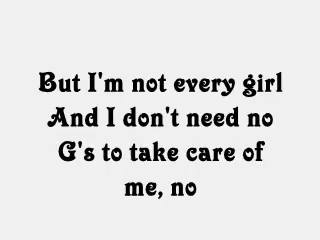 But I'm not every girl
And I don't need no
G's to take care of
me, no